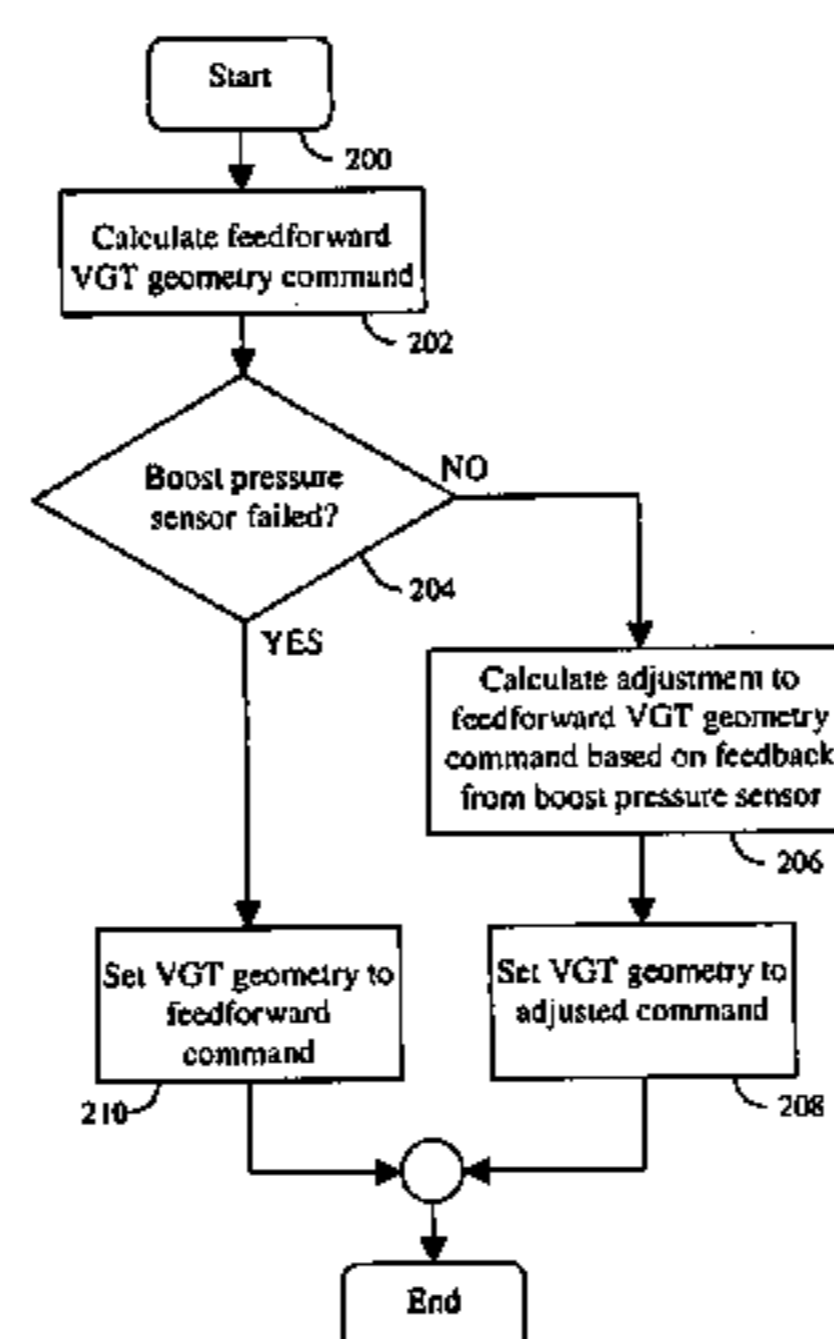 Start
200
Calculate feedforward
VGT geometry command
202
Boost pressure
sensor failed?
NO
204
YES
Calculate adjustment to
feedforward VGT geometry
command based on feedback
from boost pressure sensor
206
Set VGT geometry to
feedforward
command
210
Set VGT geometry to
adjusted command
208
End